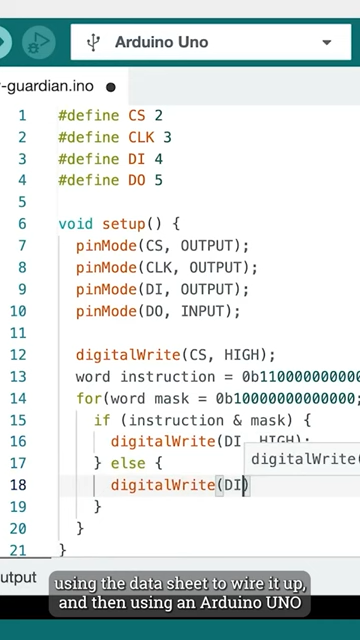 Arduino Uno
r-guardian.ino
1 #define CS 2
2 #define CLK 3
3 #define DI 4
4 #define DO 5
5
6 void setup() {
7 pinMode(CS, OUTPUT);
8 pinMode(CLK, OUTPUT);
9 pinMode(DI, OUTPUT);
10 pinMode(DO, INPUT);
11
12 digitalWrite(CS, HIGH);
13 word instruction = 0b110000000000
14 for(word mask = 0b10000000000000;
15 if (instruction & mask) {
16 digitalWrite(DI, HIGH);
17 } else {
digitalWrite(
18 digitalWrite(DI)
19 }
20 }
21 }
utput
using the data sheet to wire it up,
and then using an Arduino UNO